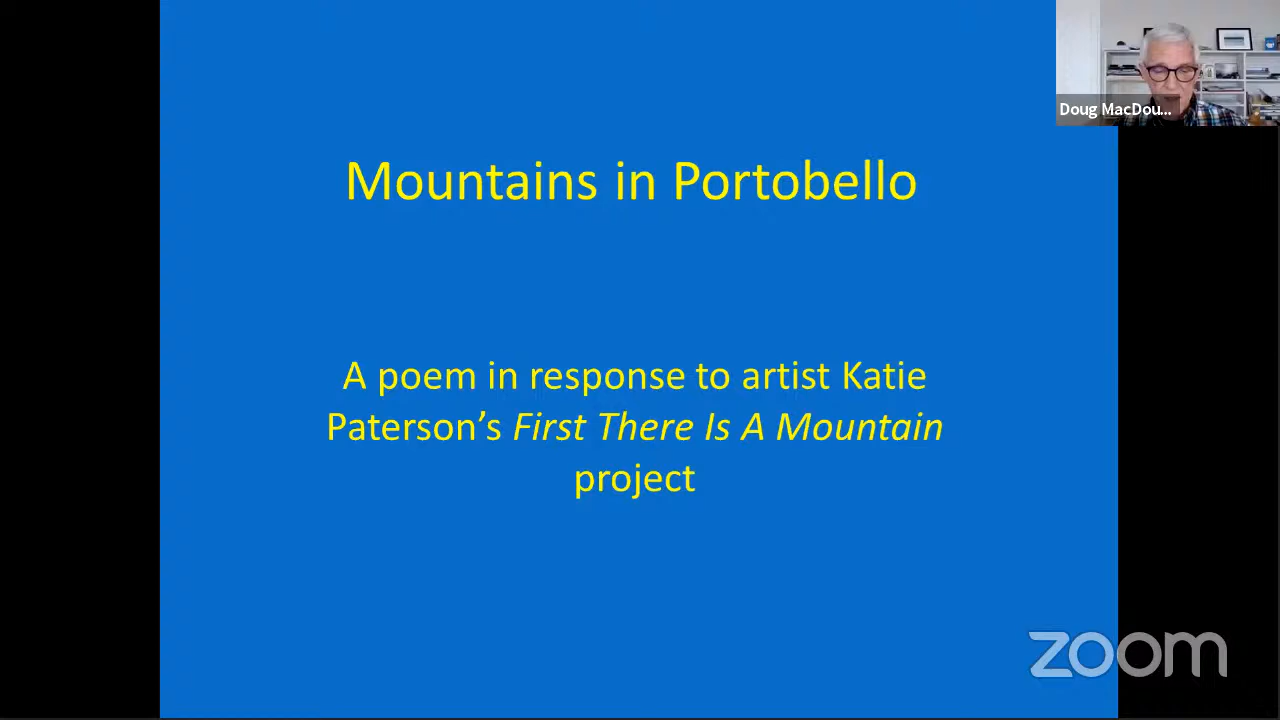 Doug MacDou...
Mountains in Portobello
A poem in response to artist Katie
Paterson’s First There Is A Mountain
project
zoom